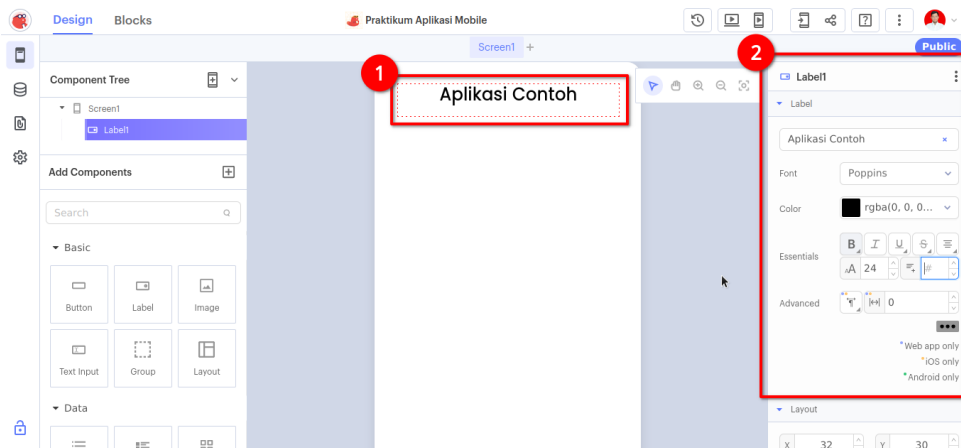 Design
Blocks
Praktikum Aplikasi Mobile
Screen1 +
Public
Component Tree
Screen1
Label1
Add Components
Search
Basic
Button
Label
Image
Text Input
Group
Layout
Data
1
Aplikasi Contoh
2
Label1
Label
Aplikasi Contoh ×
Font Poppins
Color rgba(0, 0, 0...
Essentials B I U S
AA 24 #
Advanced 0
*Web app only
*iOS only
*Android only
Layout
X 32 Y 30